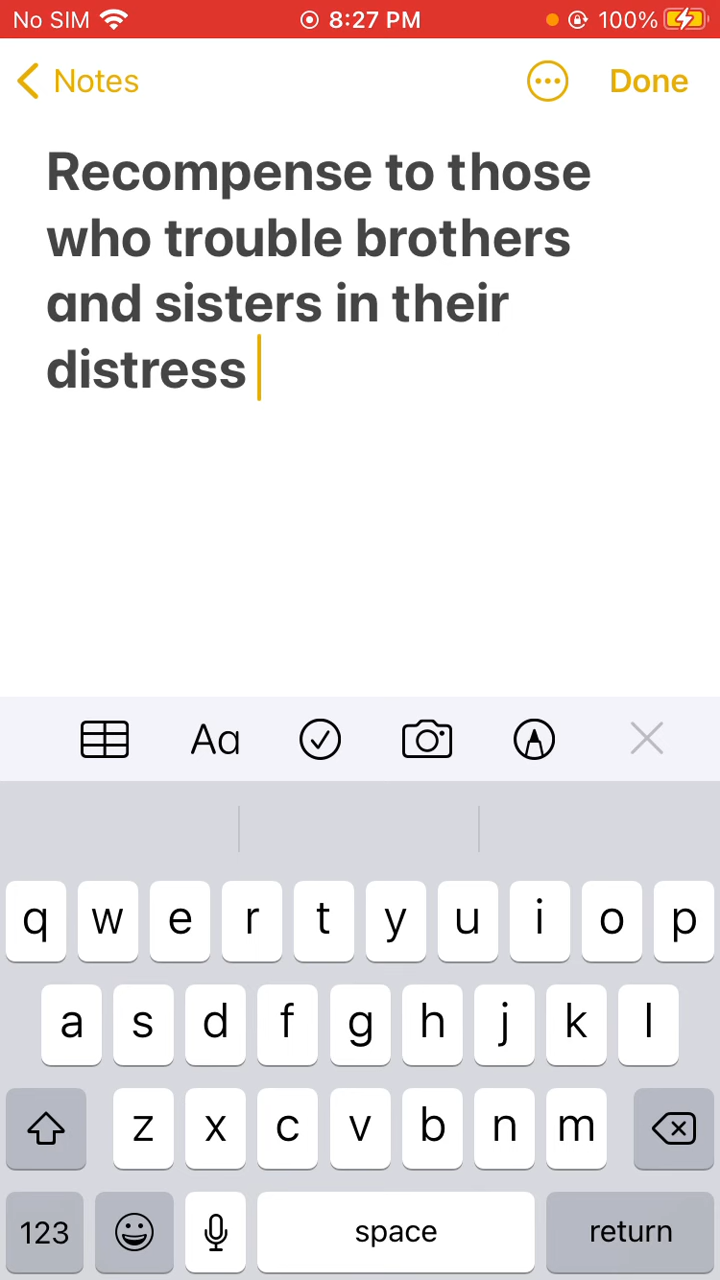 No SIM 8:27 PM 100%
Notes Done
Recompense to those
who trouble brothers
and sisters in their
distress
Aa
q w e r t y u i o p
a s d f g h j k l
z x c v b n m
123 space return